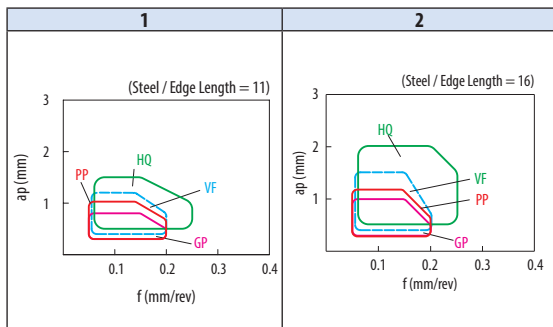 1
2
(Steel / Edge Length = 11)
3
2
1
ap (mm)
PP
HQ
VF
GP
0.1
0.2
0.3
0.4
f (mm/rev)
(Steel / Edge Length = 16)
3
2
1
ap (mm)
HQ
VF
PP
GP
0.1
0.2
0.3
0.4
f (mm/rev)